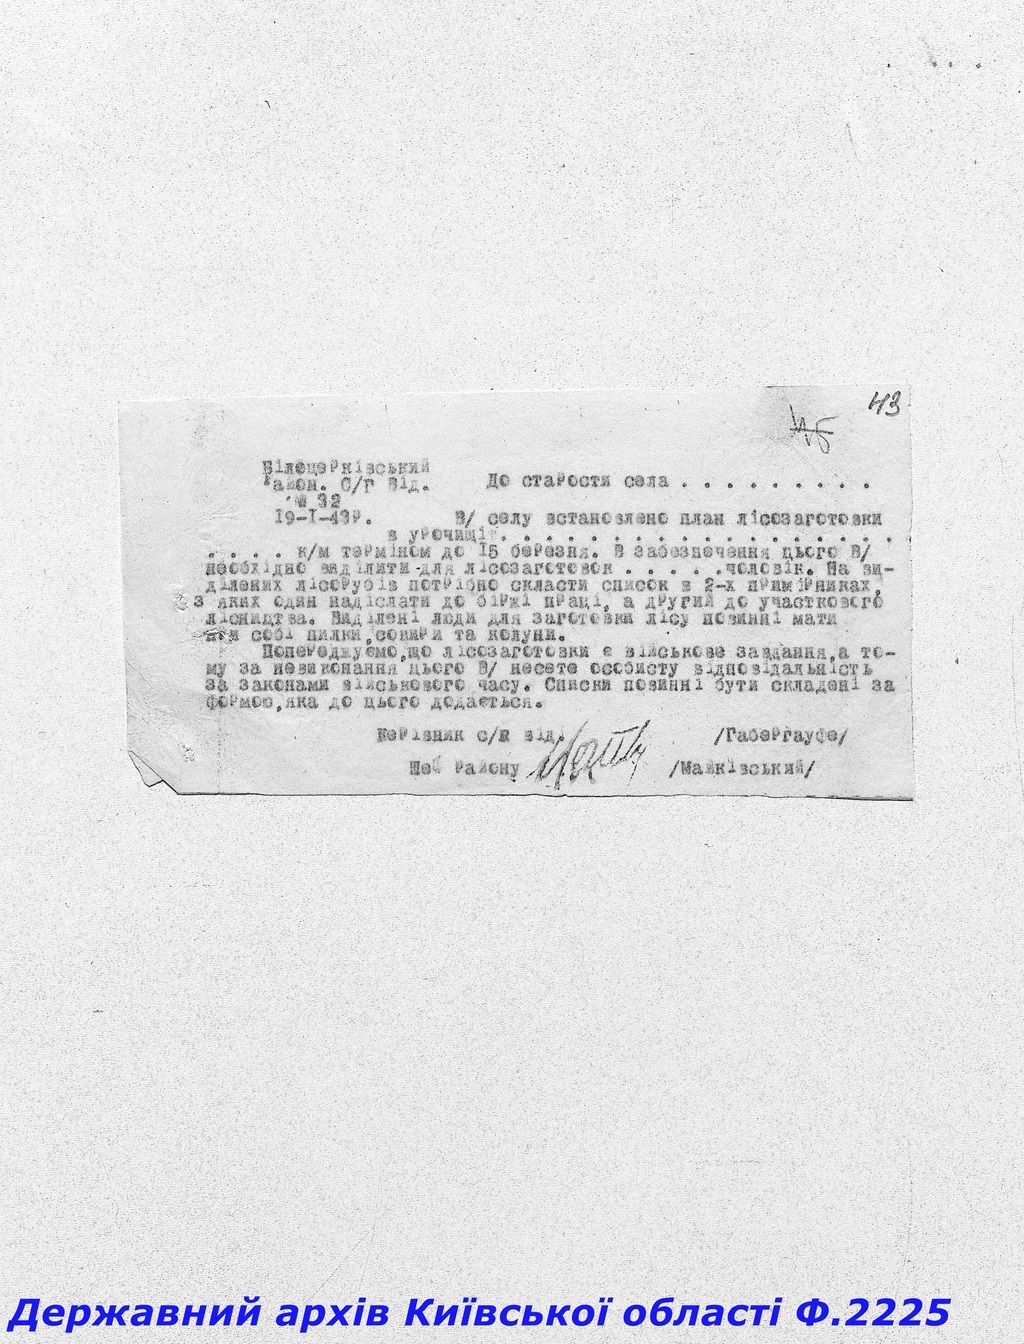 43
Білоцерківський
Район. С/г Від.
До старости села . . . . . . . . . .
№ 32
19-I-43р.
В/ селу встановлено план лісозаготовки
в урочищі. . . . . . . . . . . . . . . . . . .
. . . . к/м терміном до 15 березня. В забезпечення цього В/
необхідно виділити для лісозаготовок . . . . . .чоловік. На ви-
ділених лісорубів потрібно скласти список в 2-х примірниках,
з яких один надіслати до біржі праці, а другий до участкового
лісництва. Виділені люди для заготовки лісу повинні мати
при собі пилки,сокири та колуни.
Попереджуємо,що лісозаготовки є військове завдання,а то-
му за невиконання цього В/ несете особисту відповідальність
за законами військового часу. Списки повинні бути складені за
формою,яка до цього додається.
Керівник с/г від.
/Габергауфе/
Шеф Району
/Майківський/
Державний архів Київської області Ф.2225